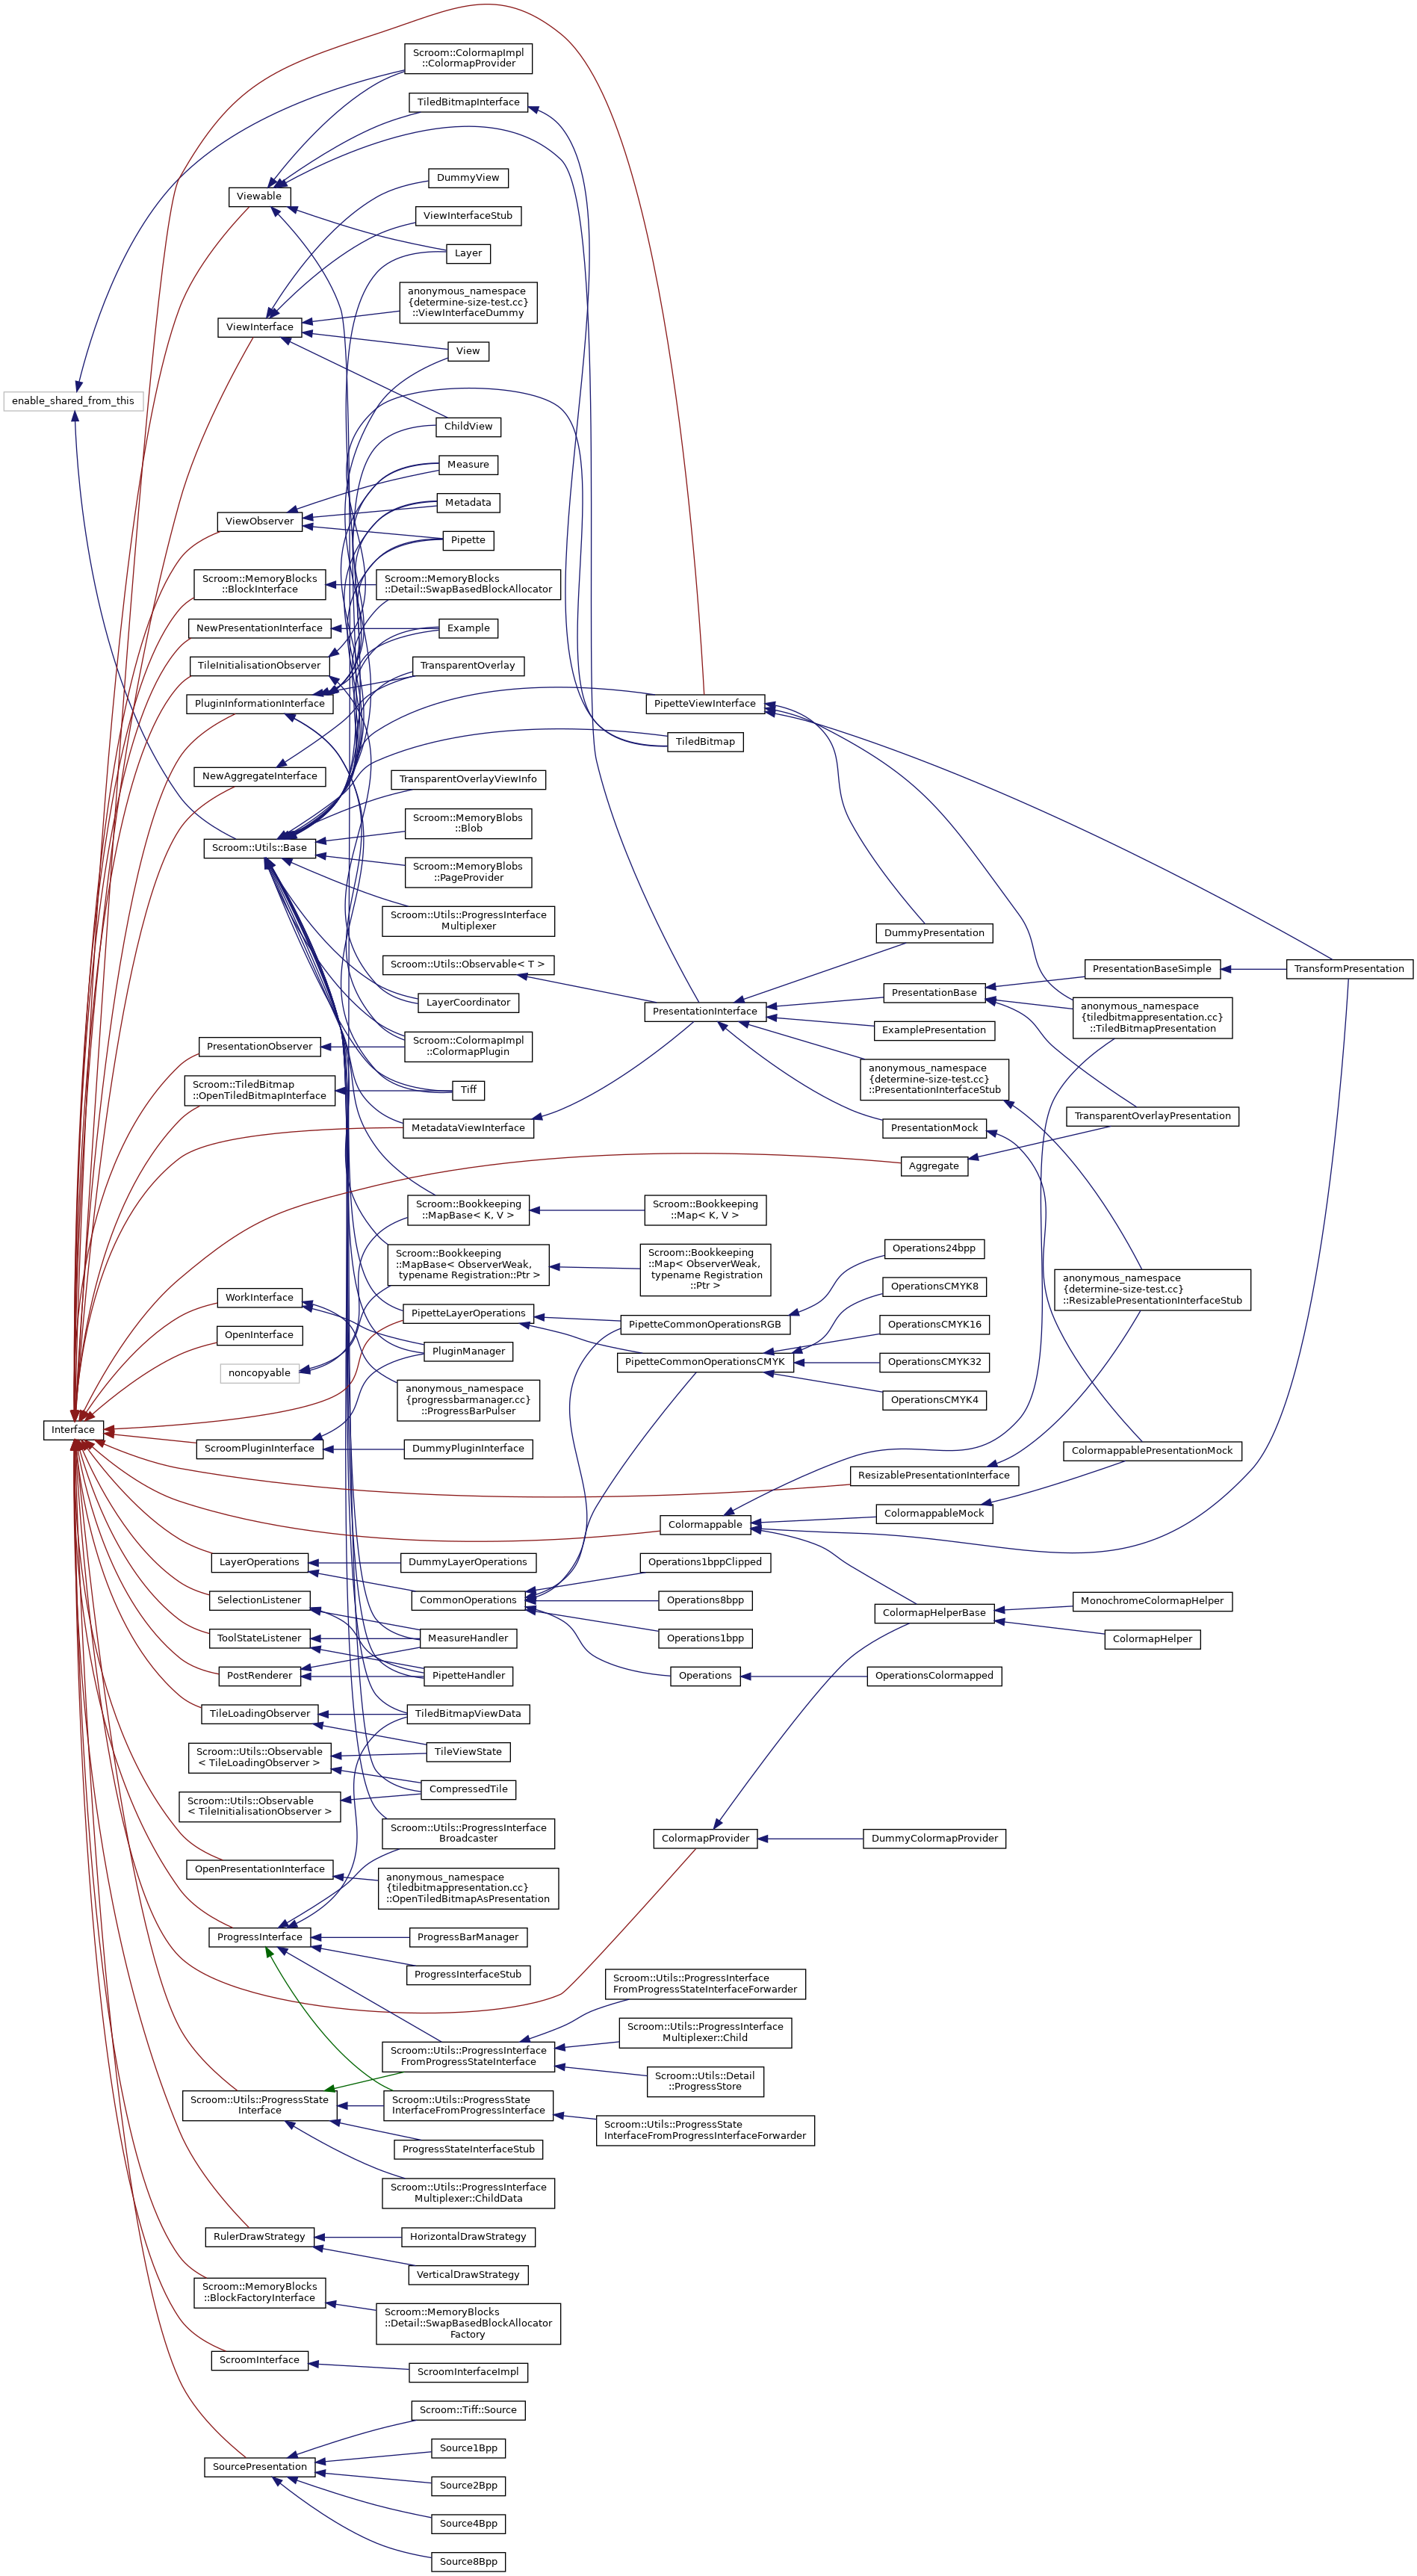 Scroom::ColormapImpl
::ColormapProvider
TiledBitmapInterface
DummyView
Viewable
ViewInterfaceStub
Layer
anonymous_namespace
{determine-size-test.cc}
::ViewInterfaceDummy
ViewInterface
View
enable_shared_from_this
ChildView
Measure
Metadata
ViewObserver
Pipette
Scroom::MemoryBlocks
::BlockInterface
Scroom::MemoryBlocks
::Detail::SwapBasedBlockAllocator
NewPresentationInterface
Example
TileInitialisationObserver
TransparentOverlay
PluginInformationInterface
PipetteViewInterface
TiledBitmap
NewAggregateInterface
TransparentOverlayViewInfo
Scroom::MemoryBlobs
::Blob
Scroom::Utils::Base
Scroom::MemoryBlobs
::PageProvider
Scroom::Utils::ProgressInterface
Multiplexer
DummyPresentation
Scroom::Utils::Observable< T >
PresentationBaseSimple
TransformPresentation
LayerCoordinator
PresentationInterface
PresentationBase
anonymous_namespace
{tiledbitmappresentation.cc}
::TiledBitmapPresentation
ExamplePresentation
PresentationObserver
Scroom::ColormapImpl
::ColormapPlugin
anonymous_namespace
{determine-size-test.cc}
::PresentationInterfaceStub
Scroom::TiledBitmap
::OpenTiledBitmapInterface
Tiff
TransparentOverlayPresentation
MetadataViewInterface
PresentationMock
Aggregate
Scroom::Bookkeeping
::MapBase< K, V >
Scroom::Bookkeeping
::Map< K, V >
Scroom::Bookkeeping
::MapBase< ObserverWeak,
typename Registration::Ptr >
Scroom::Bookkeeping
::Map< ObserverWeak,
typename Registration
::Ptr >
Operations24bpp
WorkInterface
OperationsCMYK8
anonymous_namespace
{determine-size-test.cc}
::ResizablePresentationInterfaceStub
PipetteLayerOperations
PipetteCommonOperationsRGB
OperationsCMYK16
OpenInterface
PluginManager
PipetteCommonOperationsCMYK
OperationsCMYK32
noncopyable
anonymous_namespace
{progressbarmanager.cc}
::ProgressBarPulser
OperationsCMYK4
Interface
ScroomPluginInterface
DummyPluginInterface
ColormappablePresentationMock
ResizablePresentationInterface
ColormappableMock
Colormappable
LayerOperations
DummyLayerOperations
Operations1bppClipped
SelectionListener
CommonOperations
Operations8bpp
MonochromeColormapHelper
ColormapHelperBase
ToolStateListener
MeasureHandler
Operations1bpp
ColormapHelper
PostRenderer
PipetteHandler
Operations
OperationsColormapped
TileLoadingObserver
TiledBitmapViewData
Scroom::Utils::Observable
< TileLoadingObserver >
TileViewState
Scroom::Utils::Observable
< TileInitialisationObserver >
CompressedTile
Scroom::Utils::ProgressInterface
Broadcaster
ColormapProvider
DummyColormapProvider
OpenPresentationInterface
anonymous_namespace
{tiledbitmappresentation.cc}
::OpenTiledBitmapAsPresentation
ProgressInterface
ProgressBarManager
ProgressInterfaceStub
Scroom::Utils::ProgressInterface
FromProgressStateInterfaceForwarder
Scroom::Utils::ProgressInterface
Multiplexer::Child
Scroom::Utils::ProgressInterface
FromProgressStateInterface
Scroom::Utils::Detail
::ProgressStore
Scroom::Utils::ProgressState
Interface
Scroom::Utils::ProgressState
InterfaceFromProgressInterface
Scroom::Utils::ProgressState
InterfaceFromProgressInterfaceForwarder
ProgressStateInterfaceStub
Scroom::Utils::ProgressInterface
Multiplexer::ChildData
RulerDrawStrategy
HorizontalDrawStrategy
VerticalDrawStrategy
Scroom::MemoryBlocks
::BlockFactoryInterface
Scroom::MemoryBlocks
::Detail::SwapBasedBlockAllocator
Factory
ScroomInterface
ScroomInterfaceImpl
Scroom::Tiff::Source
Source1Bpp
SourcePresentation
Source2Bpp
Source4Bpp
Source8Bpp